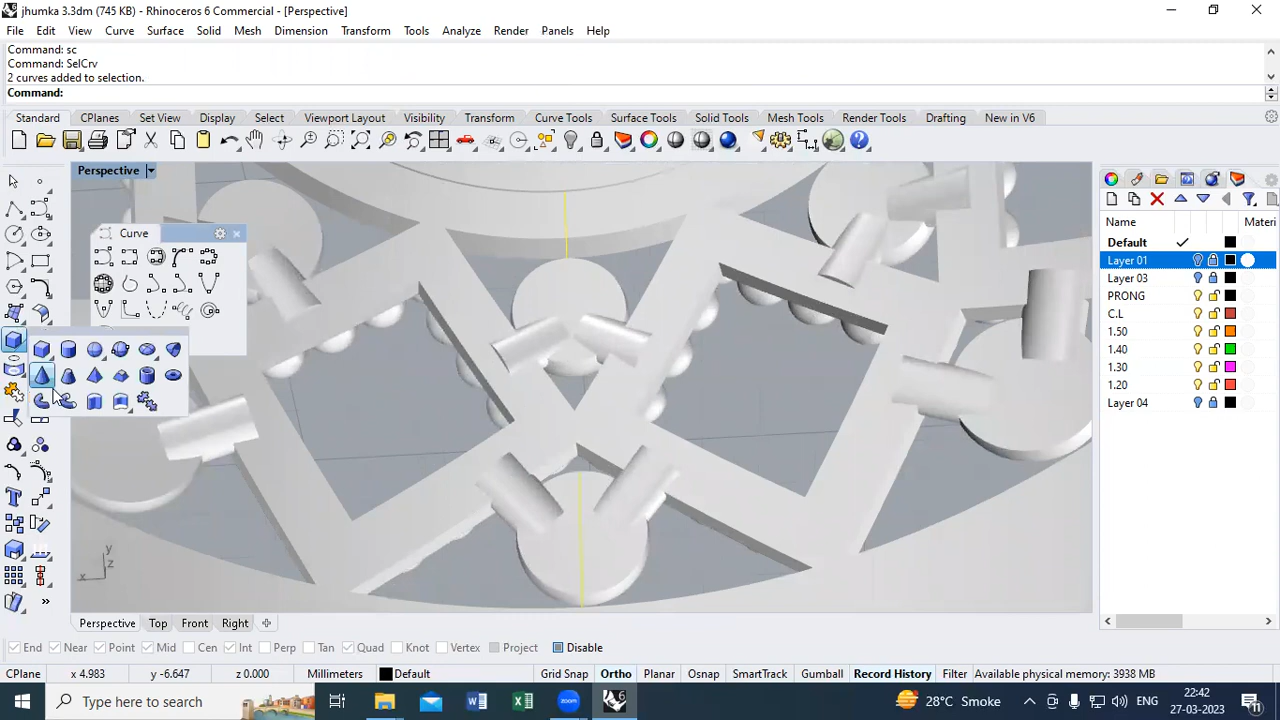 jhumka 3.3dm (745 KB) - Rhinoceros 6 Commercial - [Perspective]
File Edit View Curve Surface Solid Mesh Dimension Transform Tools Analyze Render Panels Help
Command: sc
Command: SelCrv
2 curves added to selection.
Command:
Standard CPlanes Set View Display Select Viewport Layout Visibility Transform Curve Tools Surface Tools Solid Tools Mesh Tools Render Tools Drafting New in V6
Perspective
Curve
Name Materi
Default
Layer 01
Layer 03
PRONG
C.L
1.50
1.40
1.30
1.20
Layer 04
y
z
x
Perspective Top Front Right
End Near Point Mid Cen Int Perp Tan Quad Knot Vertex Project Disable
CPlane x 4.983 y -6.647 z 0.000 Millimeters Default Grid Snap Ortho Planar Osnap SmartTrack Gumball Record History Filter Available physical memory: 3938 MB
Type here to search
28°C Smoke
ENG
22:42
27-03-2023